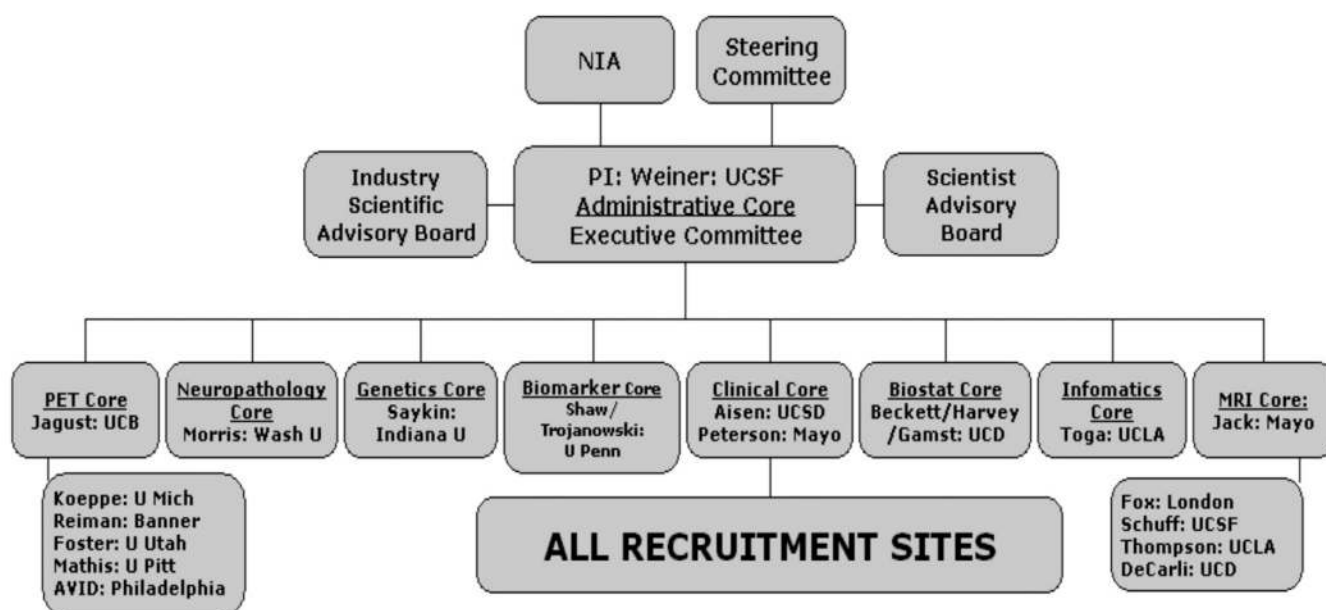 NIA
Steering
Committee
Industry
Scientific
Advisory Board
PI: Weiner: UCSF
Administrative Core
Executive Committee
Scientist
Advisory
Board
PET Core
Jagust: UCB
Neuropathology
Core
Morris: Wash U
Genetics Core
Saykin:
Indiana U
Biomarker Core
Shaw/
Trojanowski:
U Penn
Clinical Core
Aisen: UCSD
Peterson: Mayo
Biostat Core
Beckett/Harvey
/Gamst: UCD
Infomatics
Core
Toga: UCLA
MRI Core:
Jack: Mayo
Koeppe: U Mich
Reiman: Banner
Foster: U Utah
Mathis: U Pitt
AVID: Philadelphia
ALL RECRUITMENT SITES
Fox: London
Schuff: UCSF
Thompson: UCLA
DeCarli: UCD